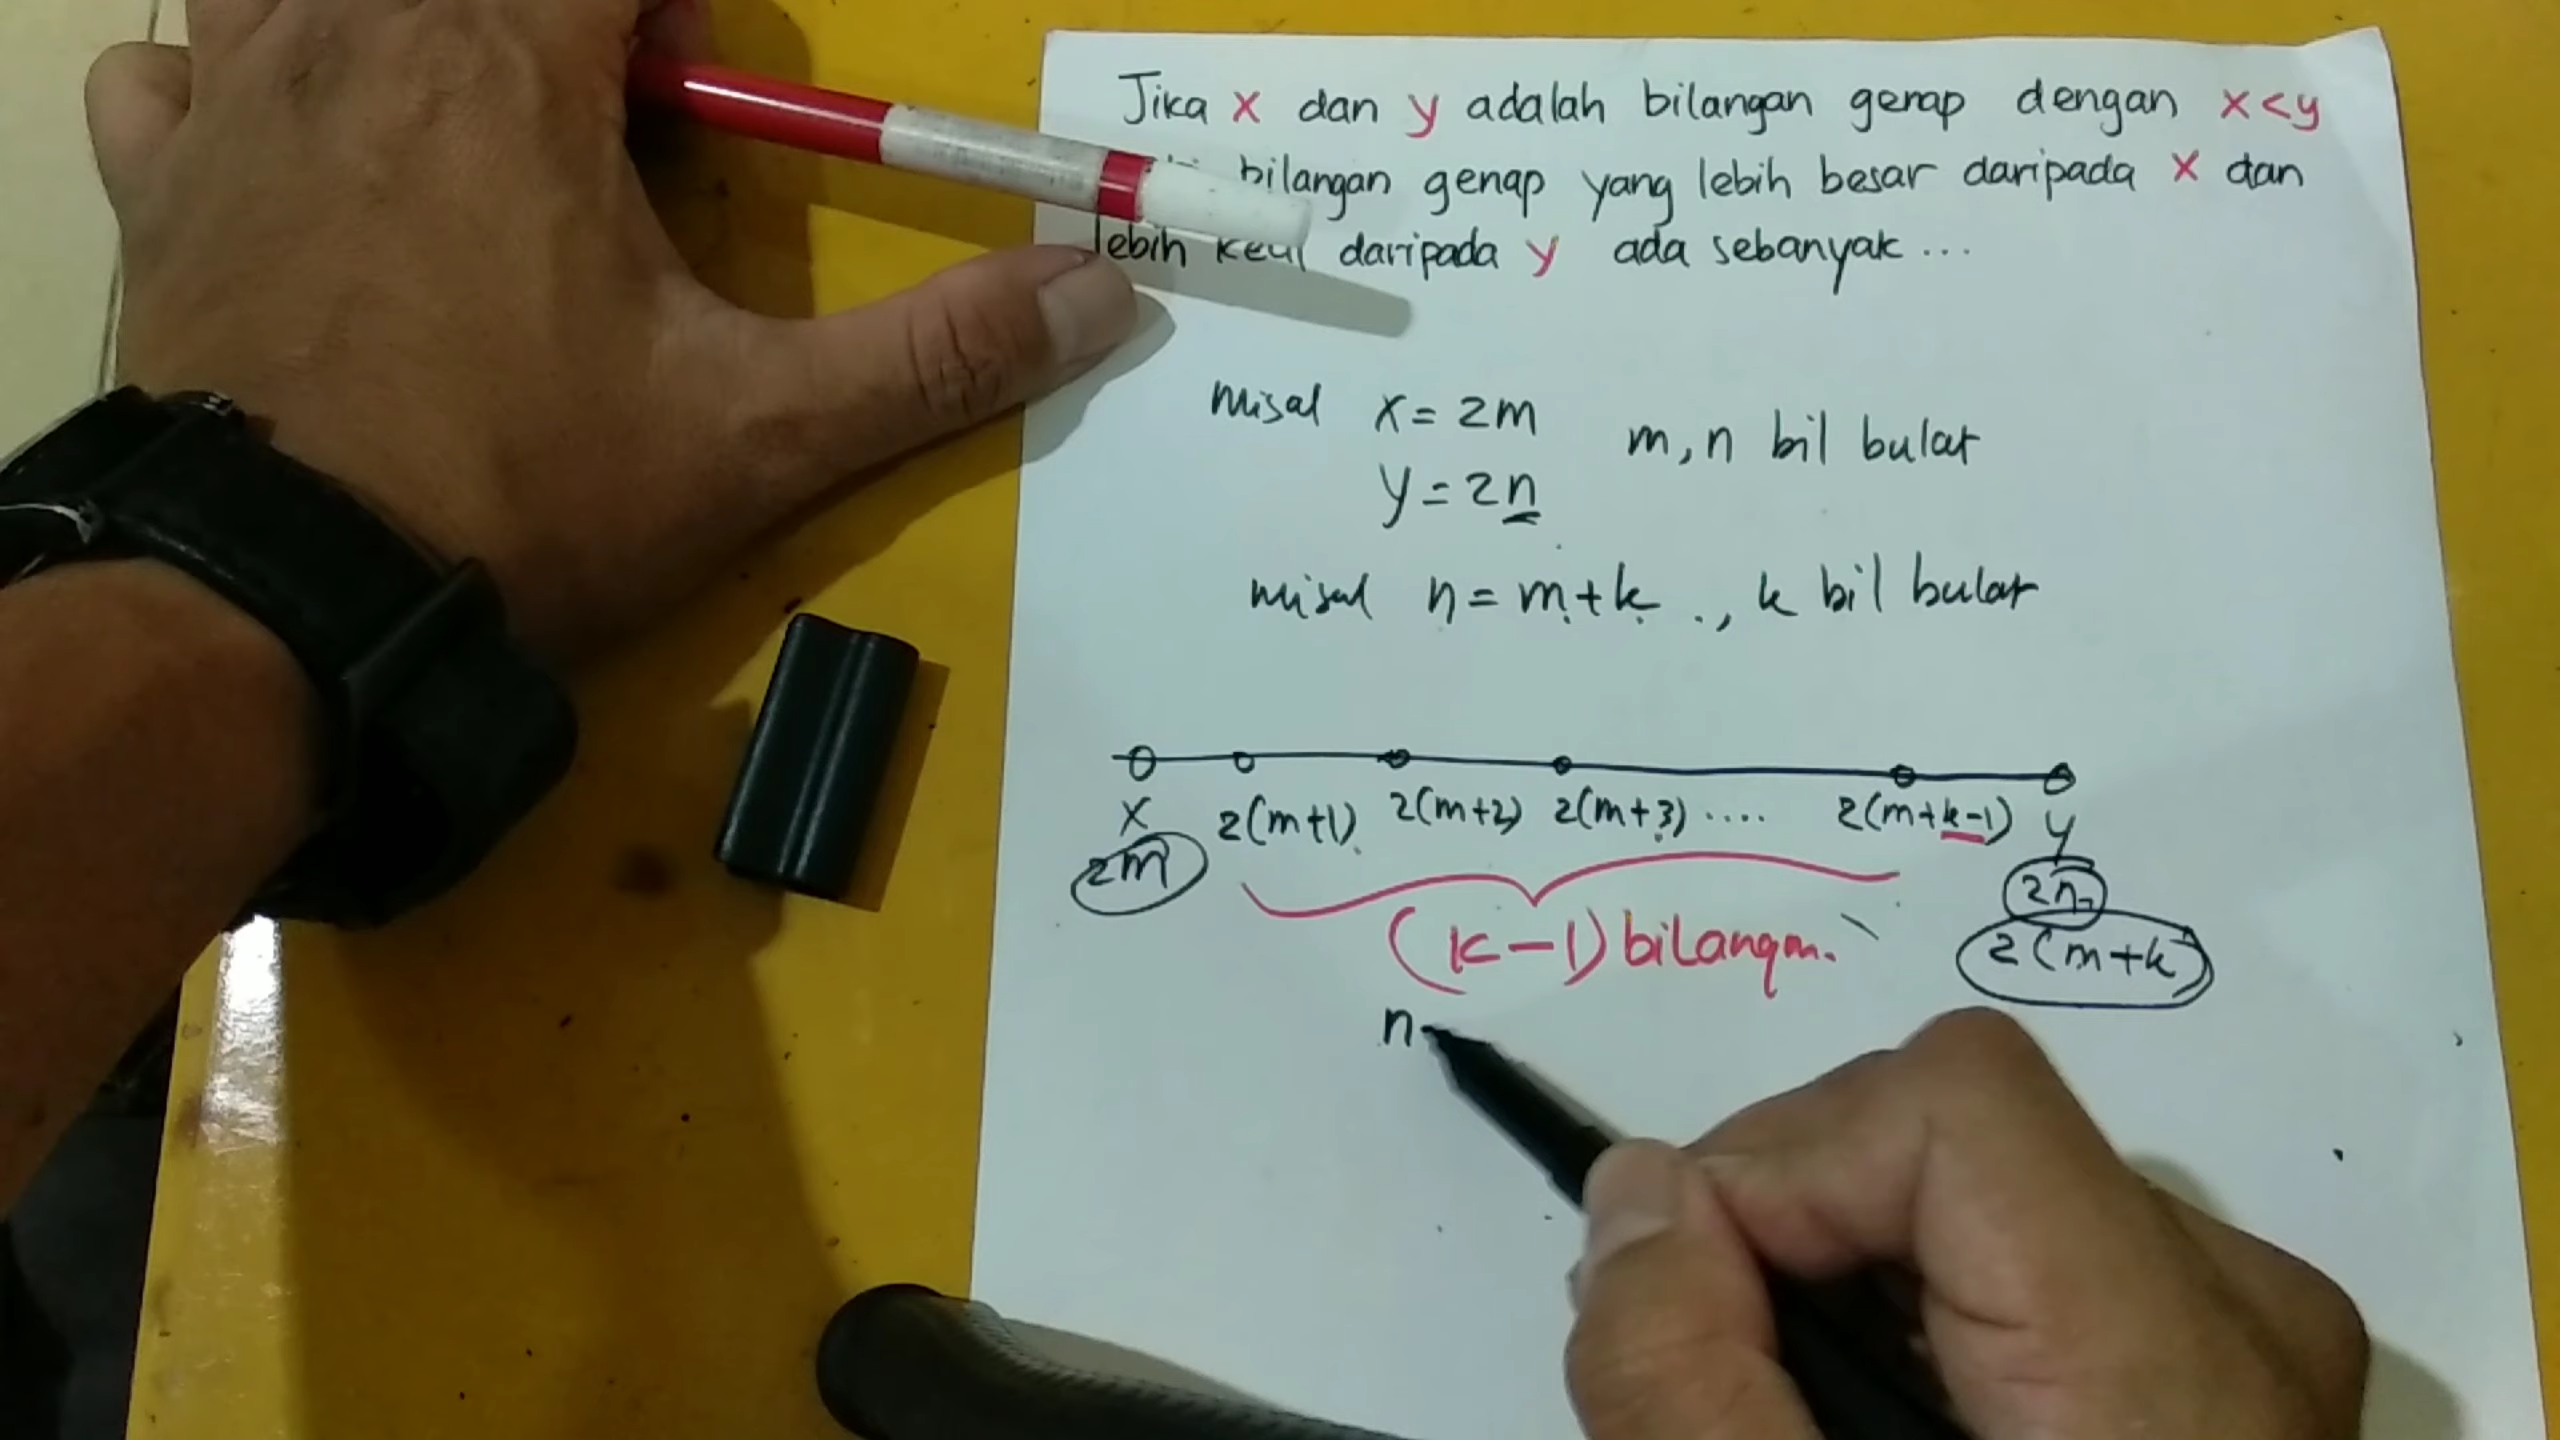 Jika x dan y adalah bilangan genap dengan x<y
bilangan genap yang lebih besar daripada x dan
lebih kecil daripada y ada sebanyak ...
misal x = 2m
m, n bil bulat
y = 2n
misal n = m+k , k bil bulat
x 2(m+1) 2(m+2) 2(m+3) .... 2(m+k-1) y
2m 2n
(k-1) bilangan. 2(m+k)
n